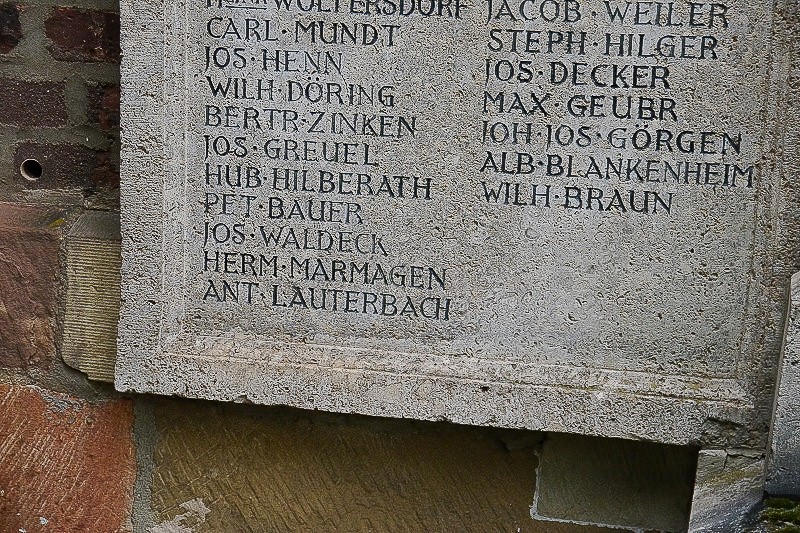 WOLTERSDORF
CARL·MUNDT
JOS·HENN
WILH·DÖRING
BERTR·ZINKEN
JOS·GREUEL
HUB·HILBERATH
PET·BAUER
JOS·WALDECK
HERM·MARMAGEN
ANT·LAUTERBACH
JACOB·WEILER
STEPH·HILGER
JOS·DECKER
MAX·GEUBR
JOH·JOS·GÖRGEN
ALB·BLANKENHEIM
WILH·BRAUN